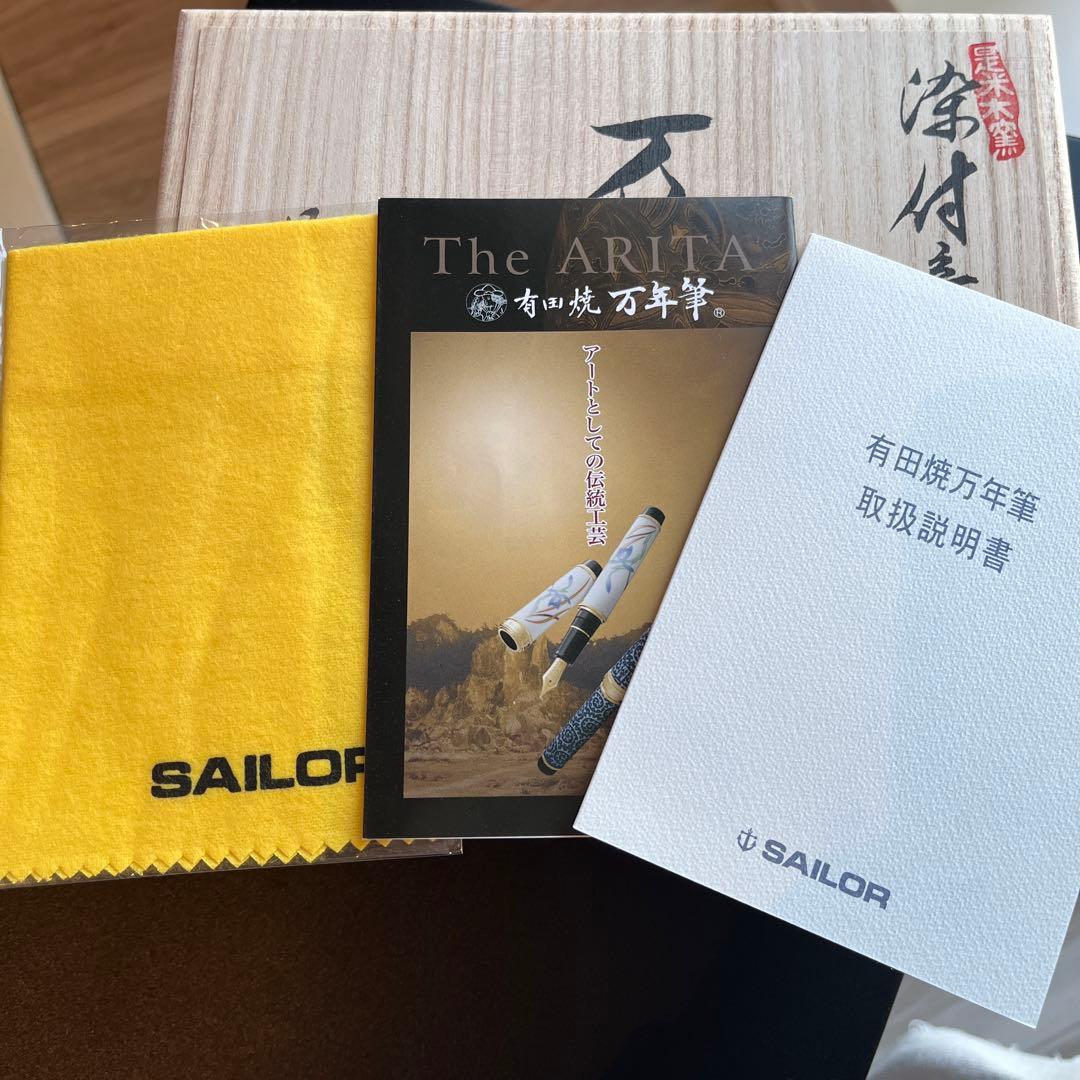 是米木窯
染付
万
SAILOR
The ARITA
有田焼 万年筆®
アートとしての伝統工芸
有田焼万年筆
取扱説明書
SAILOR